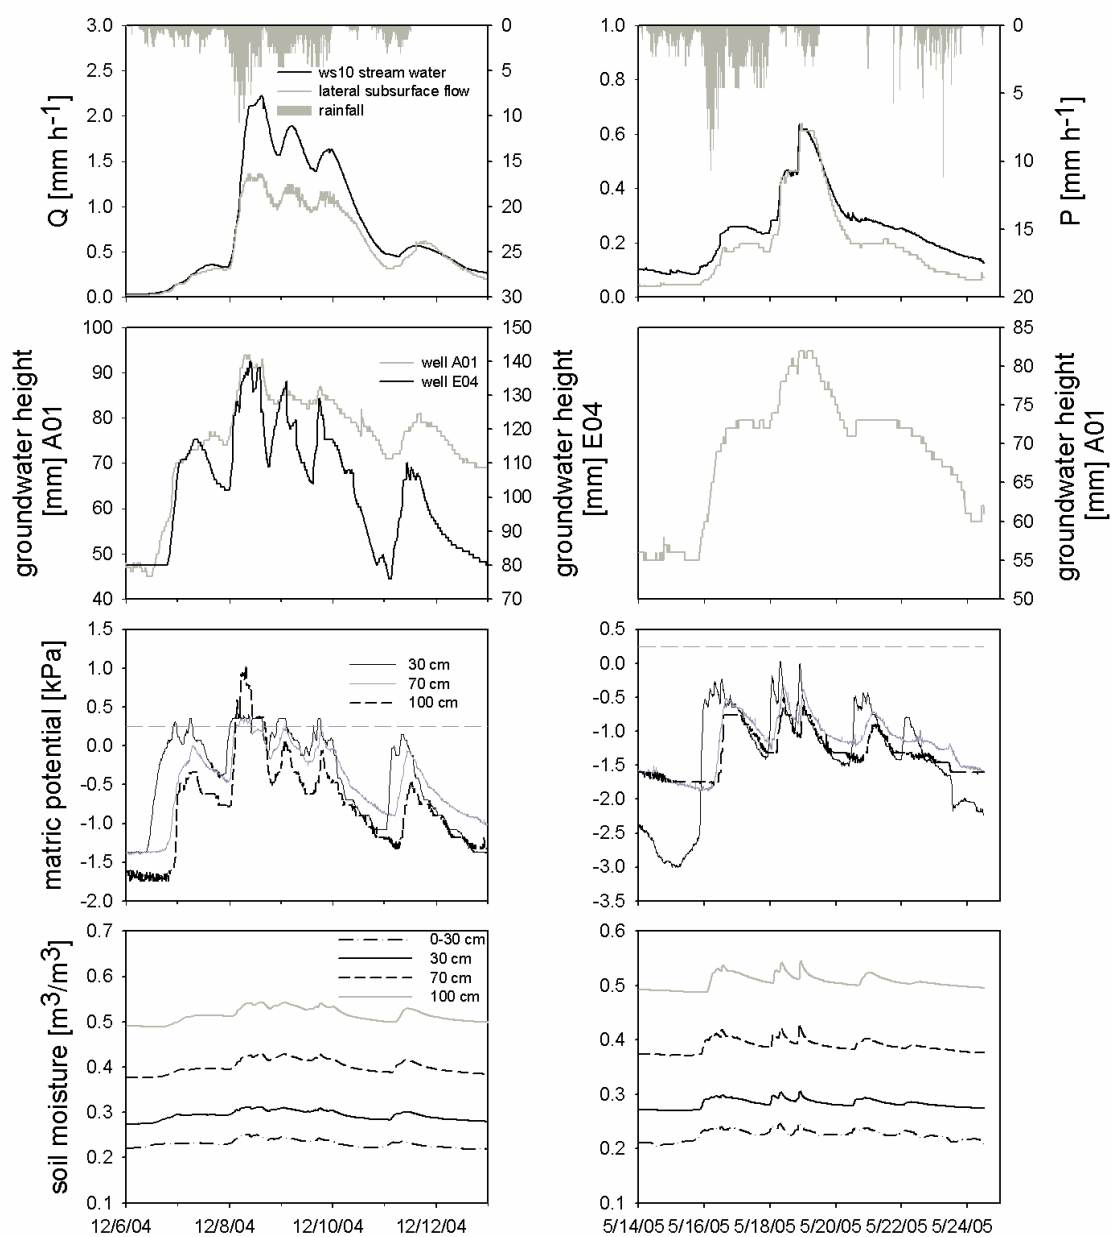 3.0 0 1.0 0
2.5 5 0.8 5
ws10 stream water
lateral subsurface flow
rainfall
2.0 10 0.6
1.5 15 10
1.0 20 0.4 15
0.5 25 0.2
0.0 30 0.0 20
Q [mm h-1]
P [mm h-1]
100 150 85
90 140 80
80 130 75
70 120 70
60 110 65
50 100 60
40 90 55
80 50
70
well A01
well E04
groundwater height
[mm] A01
groundwater height
[mm] E04
groundwater height
[mm] A01
1.5 0.5
1.0 0.0
0.5 -0.5
0.0 -1.0
-0.5 -1.5
-1.0 -2.0
-1.5 -2.5
-2.0 -3.0
-3.5
30 cm
70 cm
100 cm
matric potential [kPa]
0.7 0.6
0.6 0.5
0.5 0.4
0.4 0.3
0.3 0.2
0.2 0.1
0.1
0-30 cm
30 cm
70 cm
100 cm
soil moisture [m3/m3]
12/6/04 12/8/04 12/10/04 12/12/04 5/14/05 5/16/05 5/18/05 5/20/05 5/22/05 5/24/05